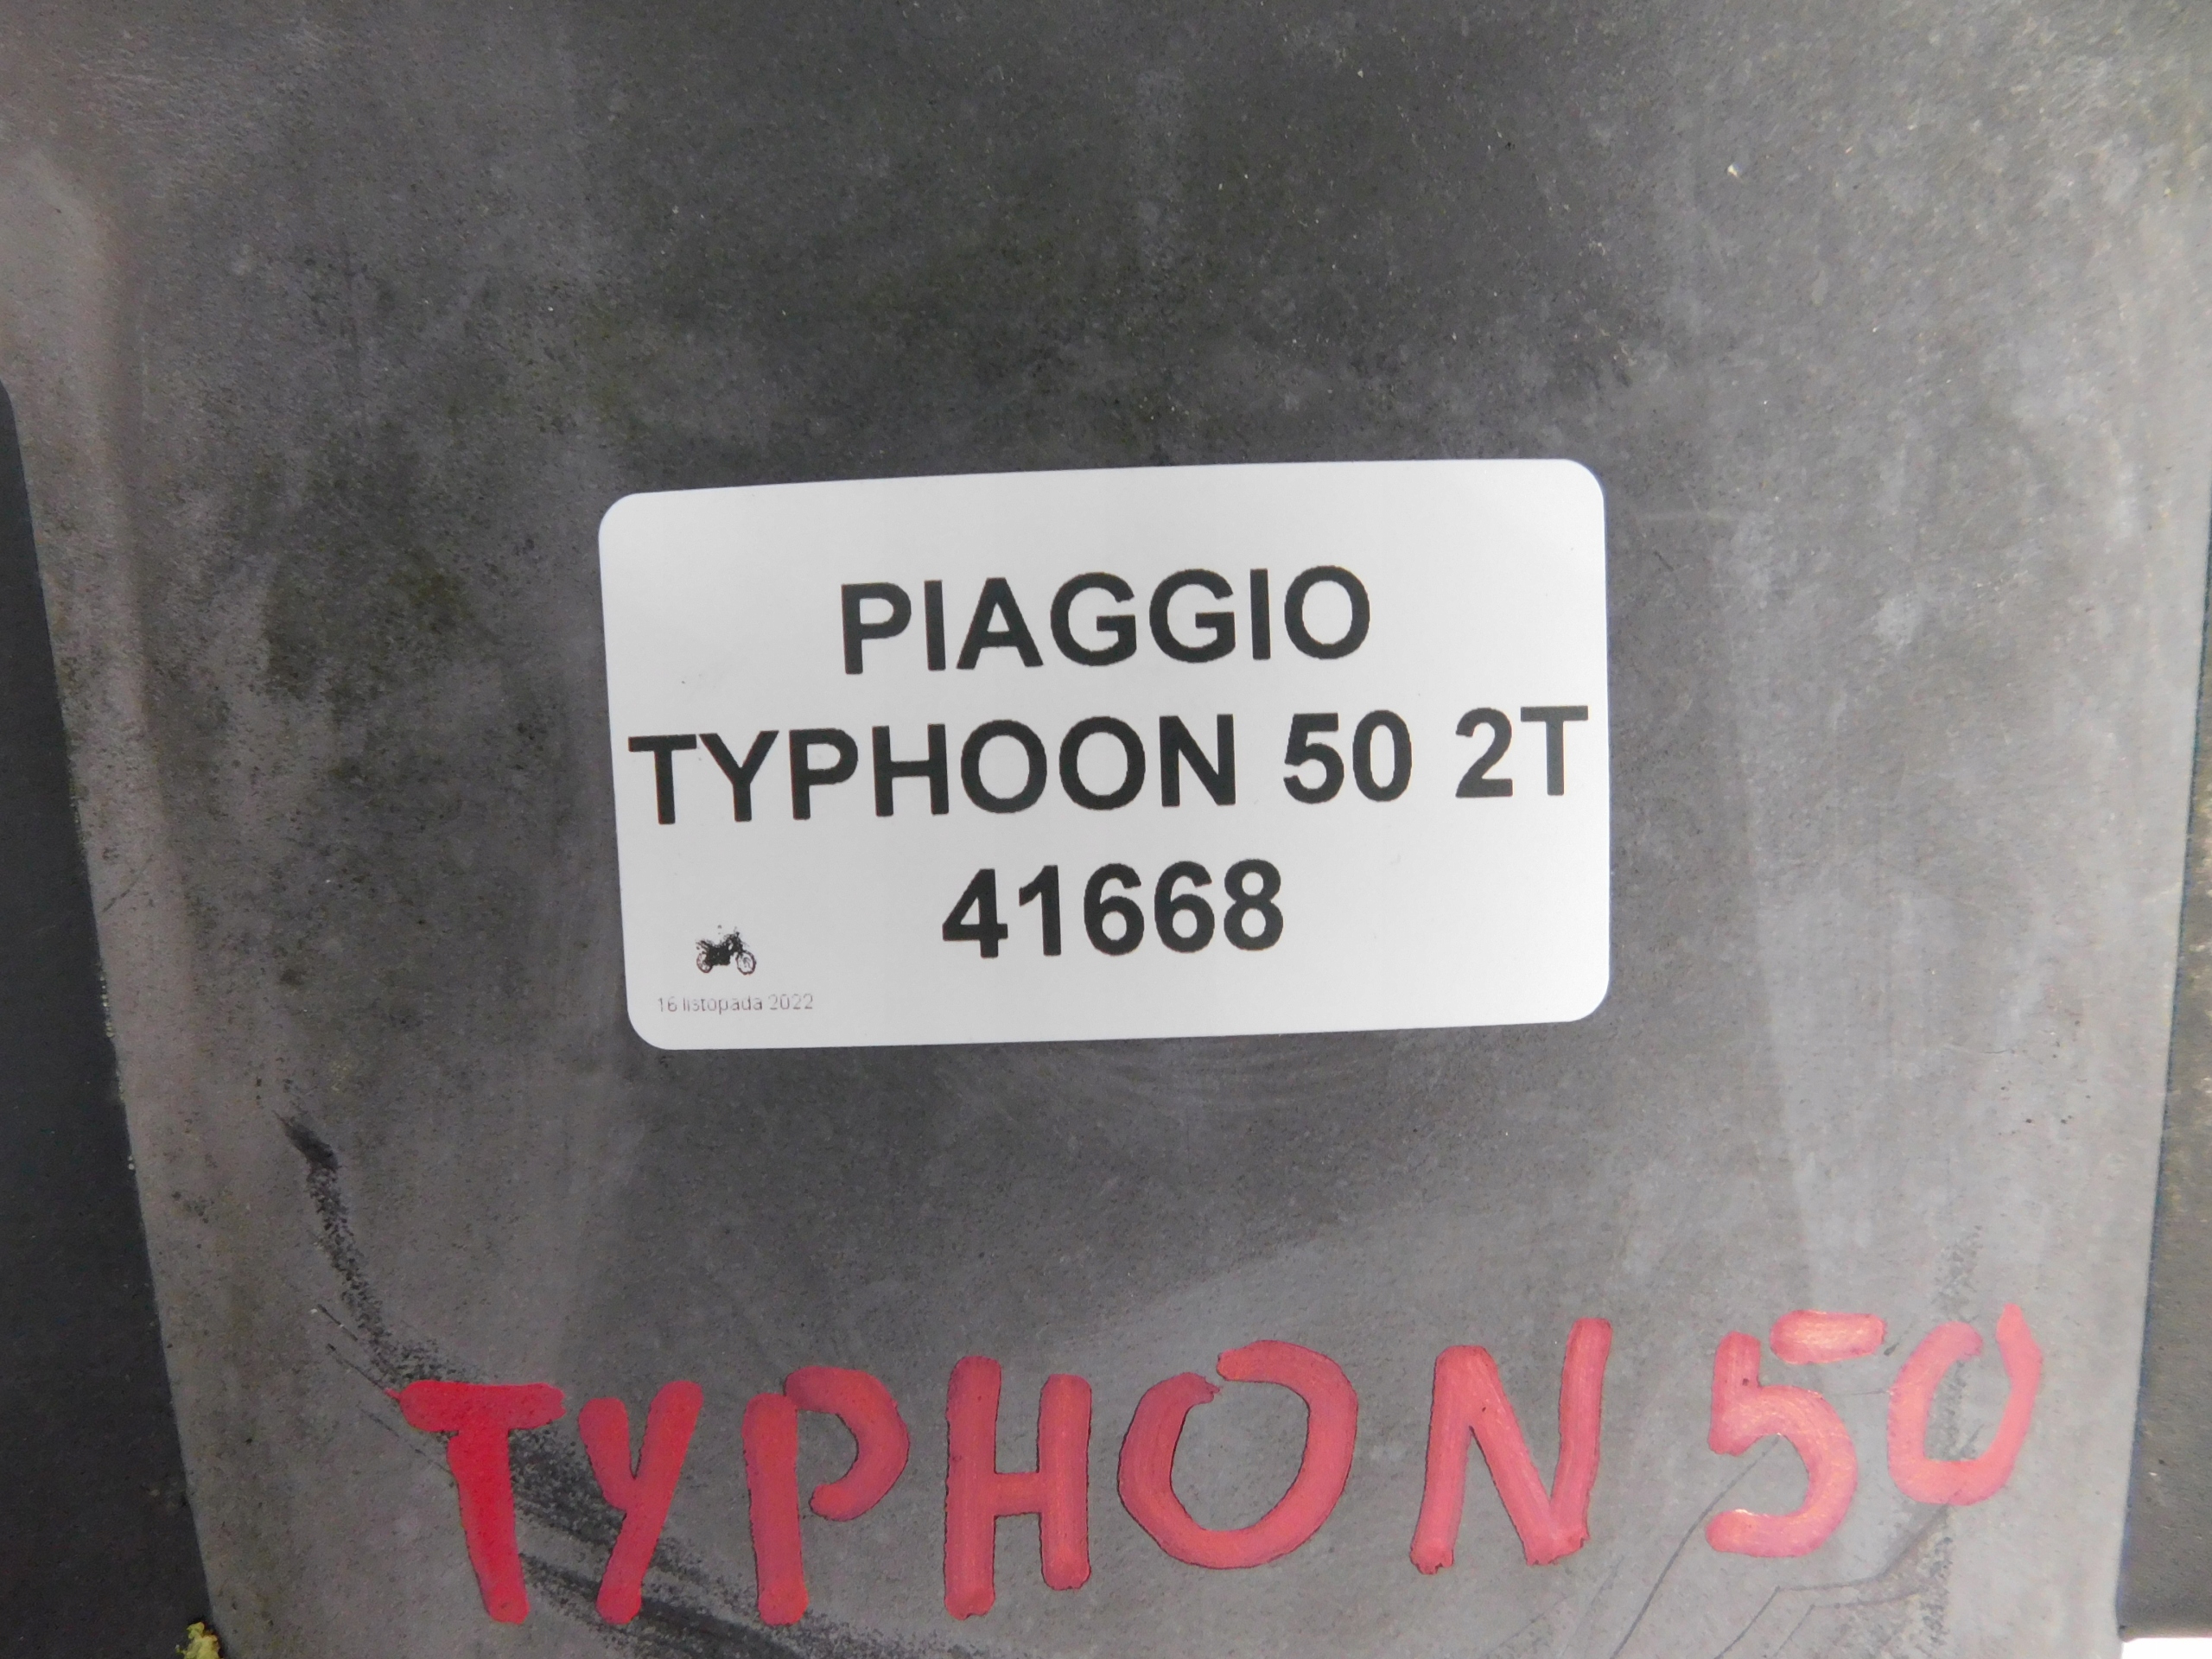 PIAGGIO
TYPHOON 50 2T
41668
16 listopada 2022
TYPHON 50